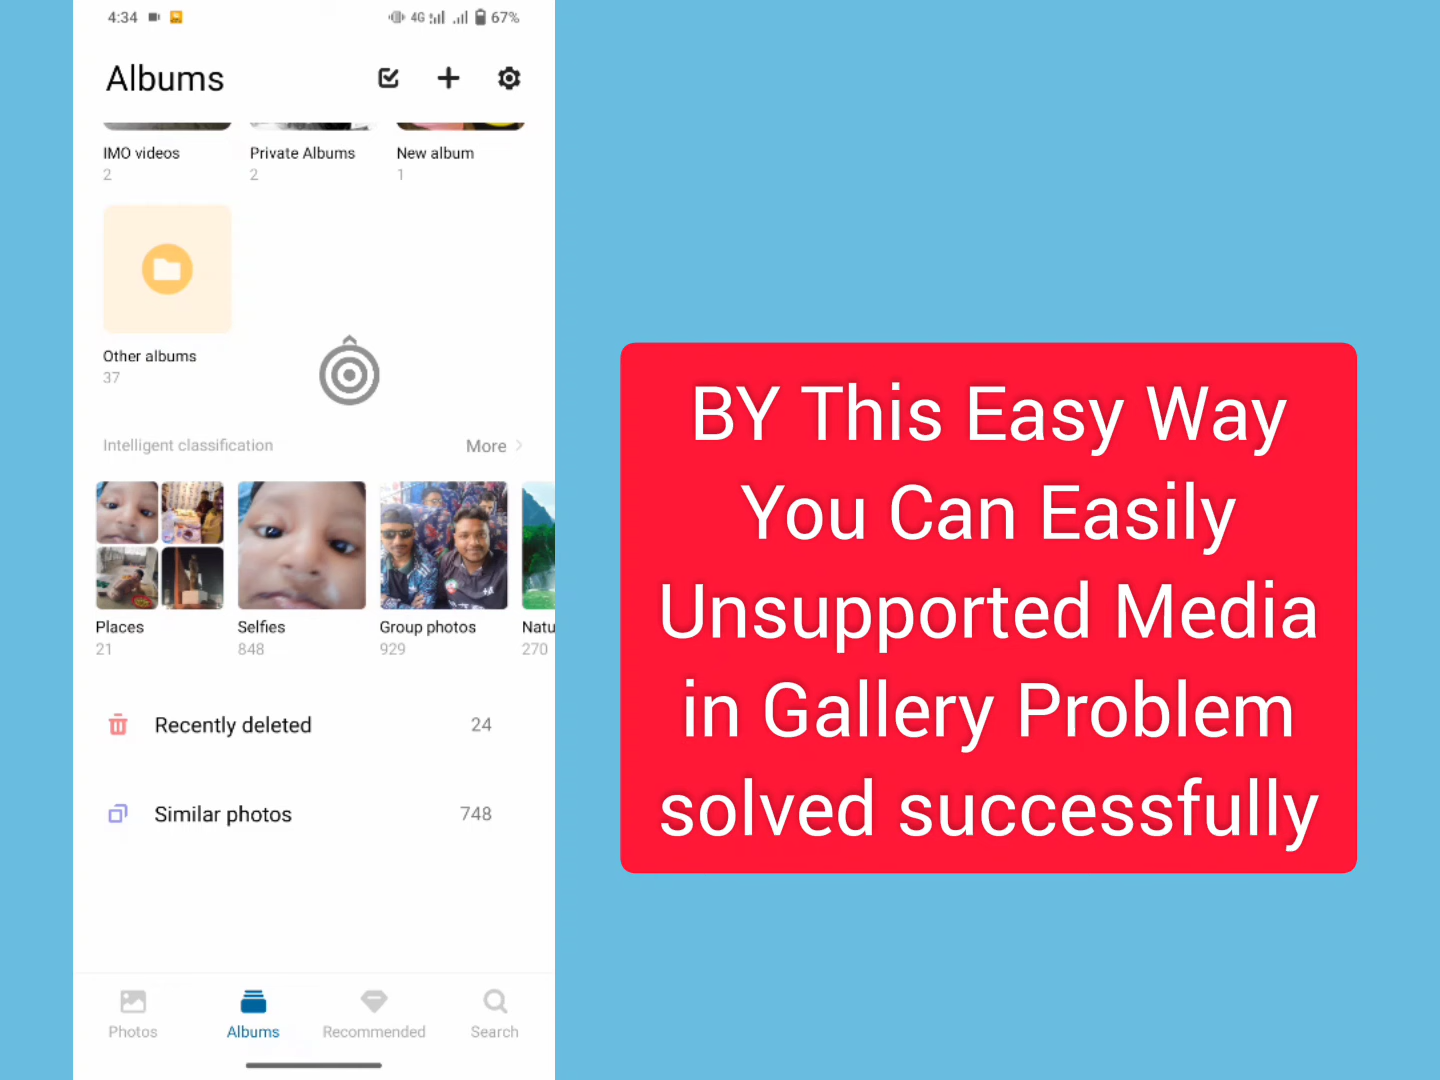 4:34
4G
67%
Albums
IMO videos
2
Private Albums
2
New album
1
Other albums
37
Intelligent classification
More
Places
21
Selfies
848
Group photos
929
Natu
270
Recently deleted
24
Similar photos
748
Photos
Albums
Recommended
Search
BY This Easy Way
You Can Easily
Unsupported Media
in Gallery Problem
solved successfully